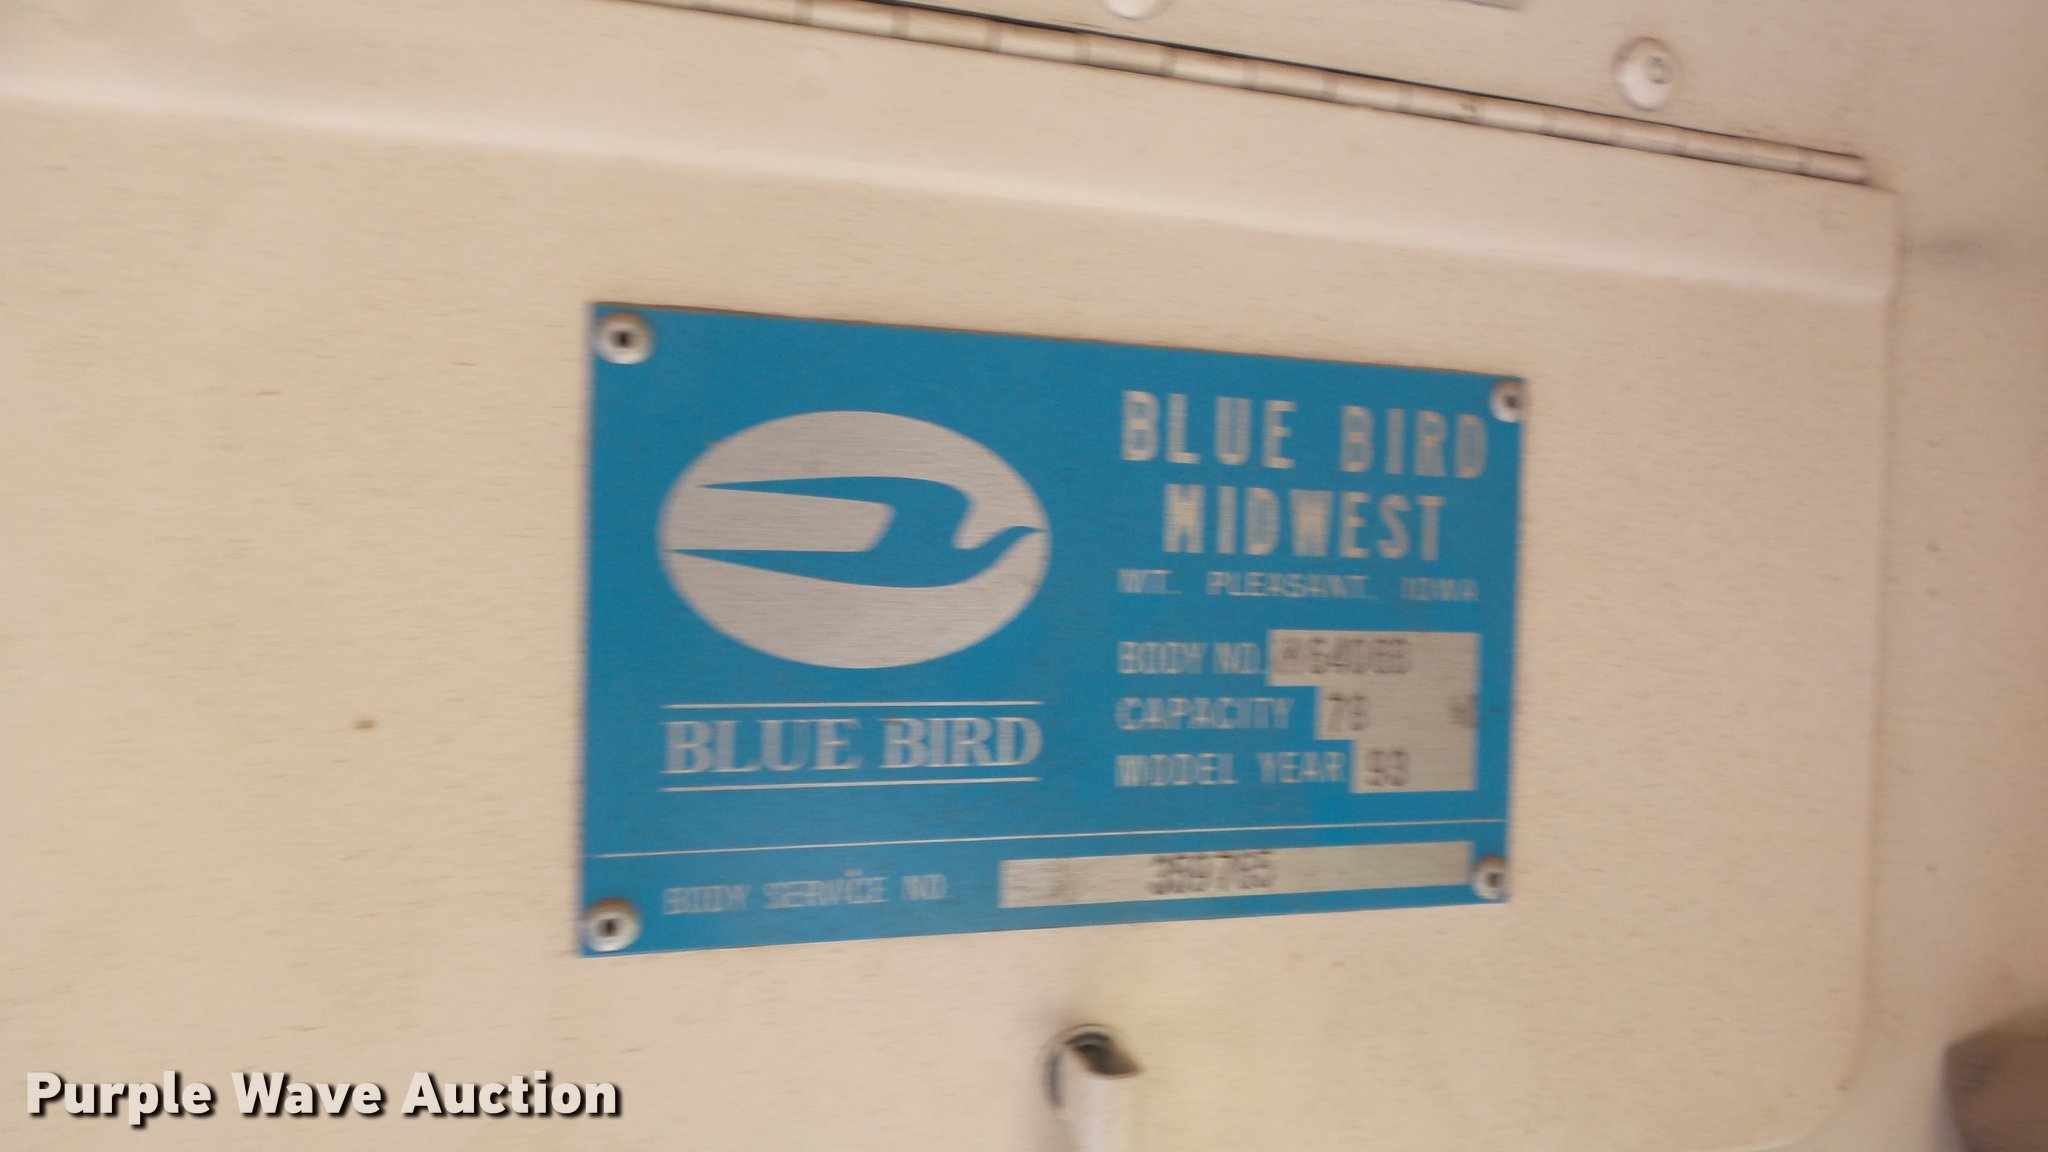 BLUE BIRD
MIDWEST
MT. PLEASANT, IOWA
BODY NO.
CAPACITY
MODEL YEAR 93
BLUE BIRD
BODY SERVICE NO
Purple Wave Auction